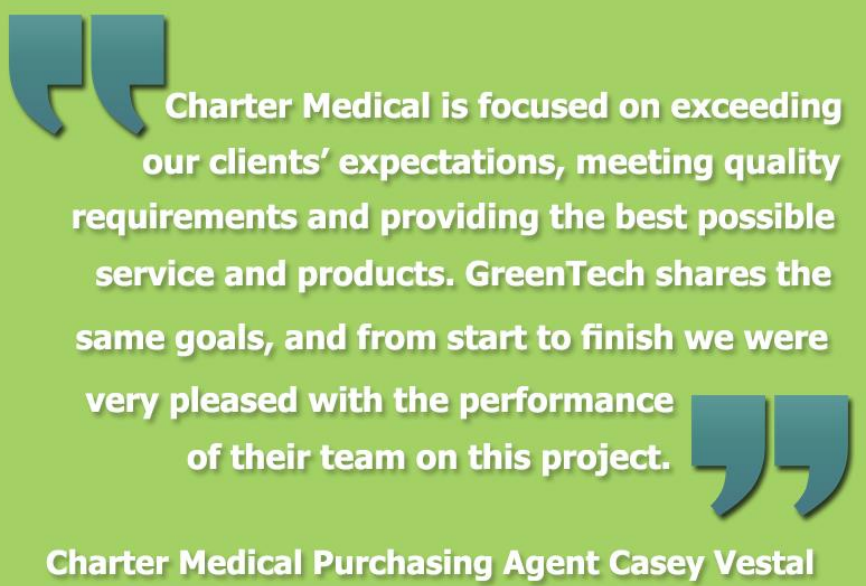 Charter Medical is focused on exceeding
our clients’ expectations, meeting quality
requirements and providing the best possible
service and products. GreenTech shares the
same goals, and from start to finish we were
very pleased with the performance
of their team on this project.
Charter Medical Purchasing Agent Casey Vestal